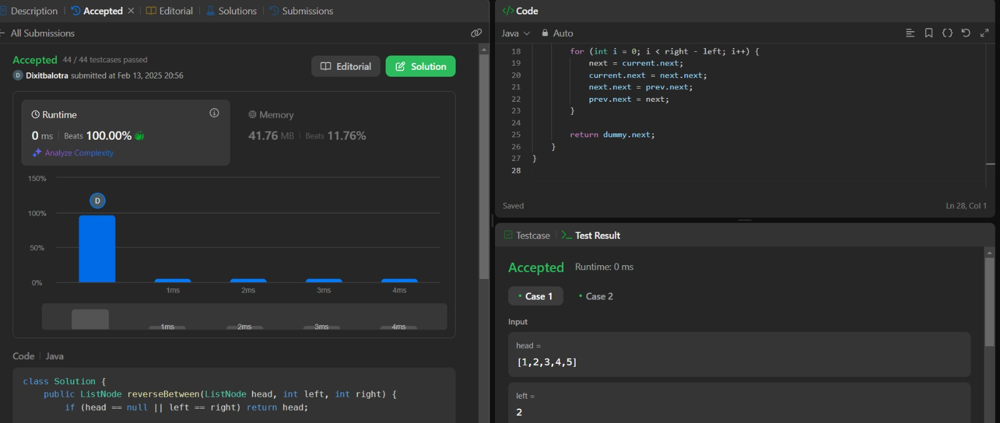 Description
Accepted
Editorial
Solutions
Submissions
All Submissions
Accepted 44 / 44 testcases passed
D Dixitbalotra submitted at Feb 13, 2025 20:56
Editorial
Solution
Runtime
0 ms Beats 100.00%
Analyze Complexity
Memory
41.76 MB Beats 11.76%
150%
D
100%
50%
0%
1ms 2ms 3ms 4ms
1ms 2ms 3ms 4ms
Code Java
class Solution {
public ListNode reverseBetween(ListNode head, int left, int right) {
if (head == null || left == right) return head;
</> Code
Java Auto
18 for (int i = 0; i < right - left; i++) {
19 next = current.next;
20 current.next = next.next;
21 next.next = prev.next;
22 prev.next = next;
23 }
24
25 return dummy.next;
26 }
27 }
28
Saved
Ln 28, Col 1
Testcase
Test Result
Accepted Runtime: 0 ms
Case 1
Case 2
Input
head =
[1,2,3,4,5]
left =
2